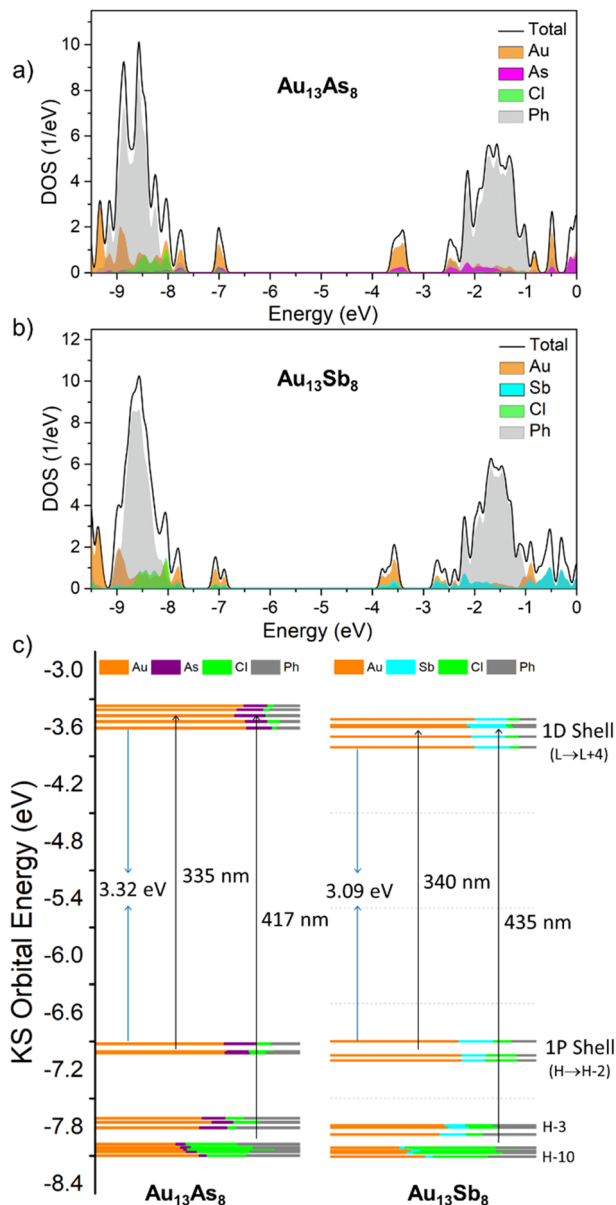 a)
Au13As8
Total
Au
As
Cl
Ph
DOS (1/eV)
10
8
6
4
2
0
-9 -8 -7 -6 -5 -4 -3 -2 -1 0
Energy (eV)
b)
Au13Sb8
Total
Au
Sb
Cl
Ph
DOS (1/eV)
12
10
8
6
4
2
0
-9 -8 -7 -6 -5 -4 -3 -2 -1 0
Energy (eV)
c)
Au As Cl Ph
Au Sb Cl Ph
KS Orbital Energy (eV)
-3.0
-3.6
-4.2
-4.8
-5.4
-6.0
-6.6
-7.2
-7.8
-8.4
1D Shell
(L→L+4)
3.32 eV
335 nm
417 nm
3.09 eV
340 nm
435 nm
1P Shell
(H→H-2)
H-3
H-10
Au13As8
Au13Sb8